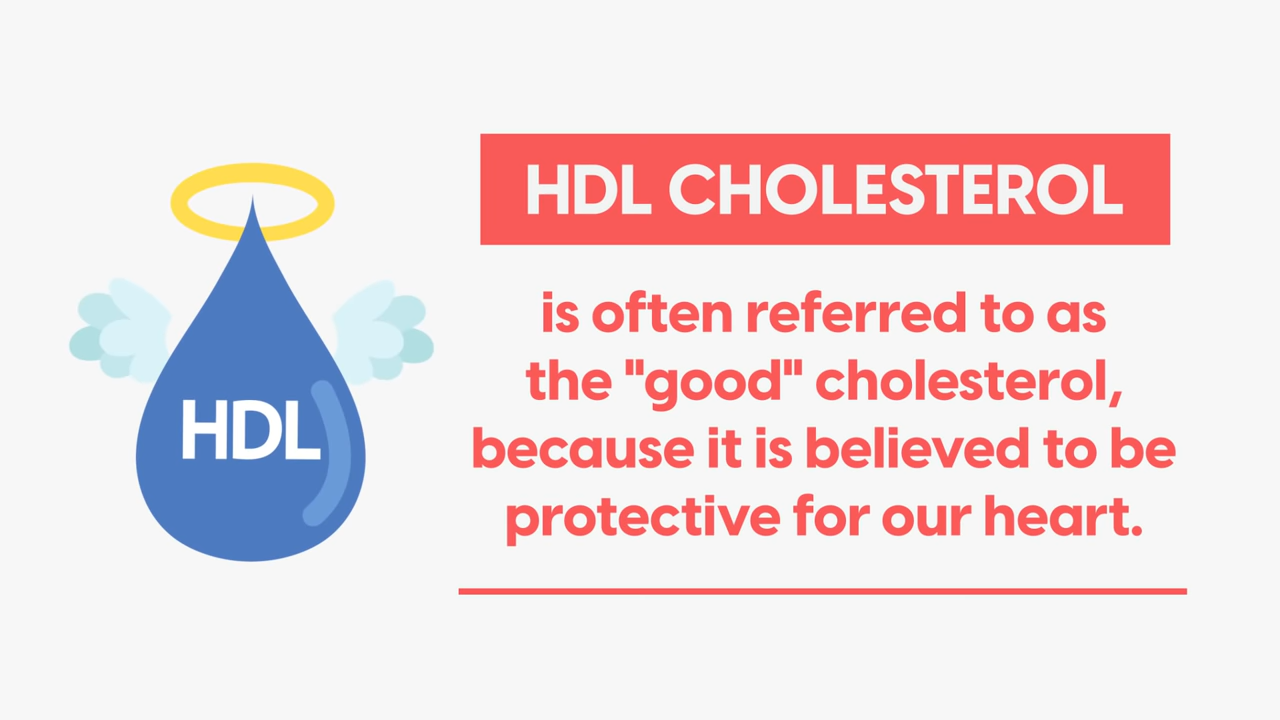 HDL
HDL CHOLESTEROL
is often referred to as
the "good" cholesterol,
because it is believed to be
protective for our heart.